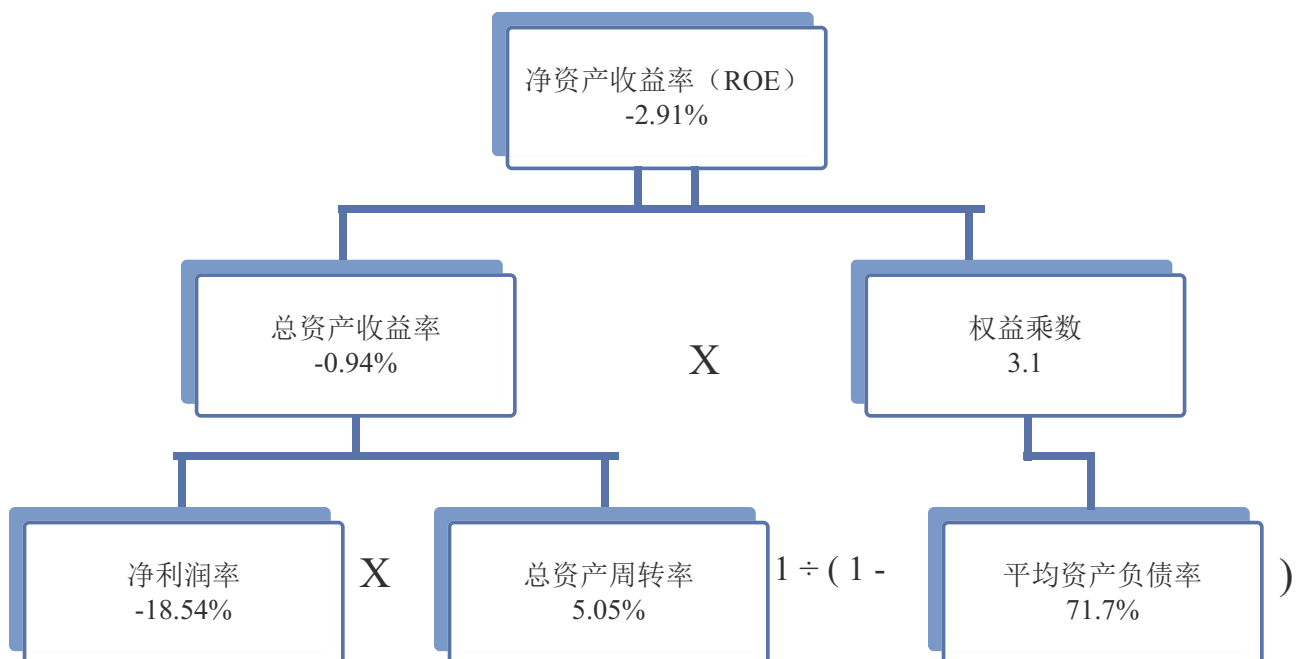 净资产收益率（ROE）
-2.91%
总资产收益率
-0.94%
X
权益乘数
3.1
净利润率
-18.54%
X
总资产周转率
5.05%
1 ÷ ( 1 -
平均资产负债率
71.7%
)